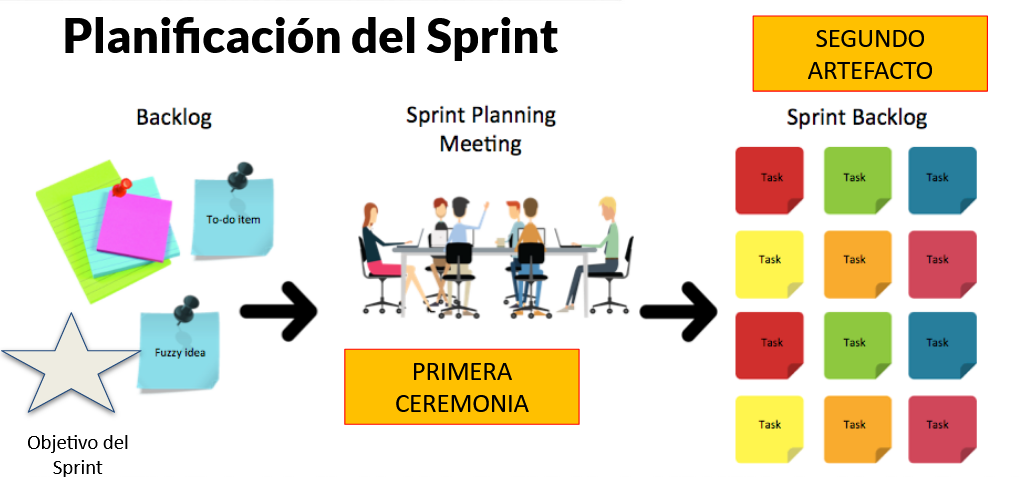 Planificación del Sprint
SEGUNDO
ARTEFACTO
Backlog
Sprint Planning
Meeting
Sprint Backlog
To-do item
Fuzzy idea
Objetivo del
Sprint
PRIMERA
CEREMONIA
Task Task Task
Task Task Task
Task Task Task
Task Task Task